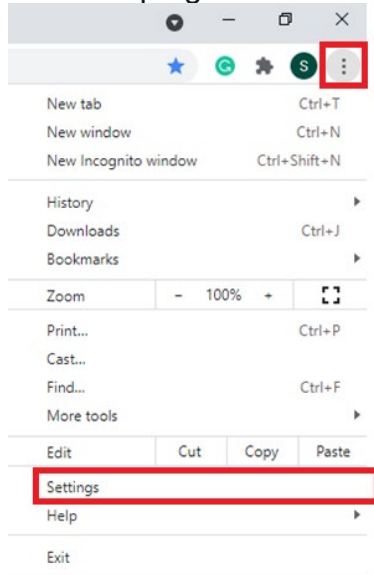 S
New tab Ctrl+T
New window Ctrl+N
New Incognito window Ctrl+Shift+N
History
Downloads Ctrl+J
Bookmarks
Zoom - 100% +
Print... Ctrl+P
Cast...
Find... Ctrl+F
More tools
Edit Cut Copy Paste
Settings
Help
Exit